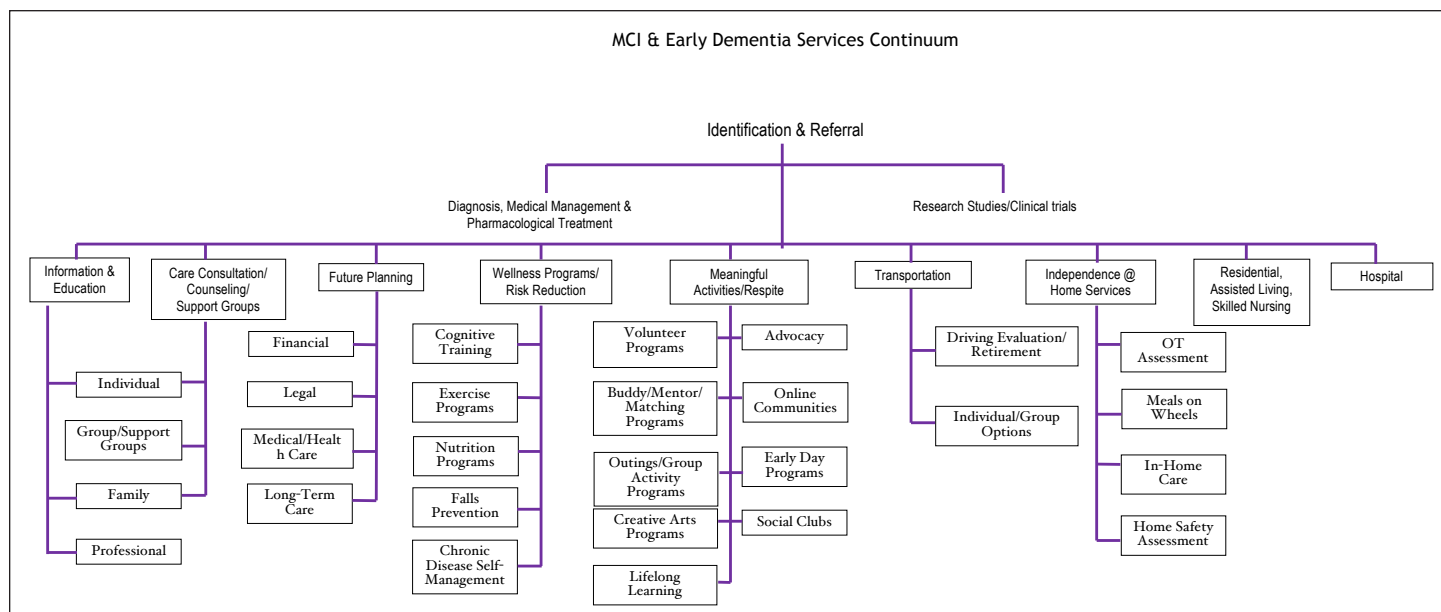 MCI & Early Dementia Services Continuum
Identification & Referral
Diagnosis, Medical Management &
Pharmacological Treatment
Research Studies/Clinical trials
Information &
Education
Care Consultation/
Counseling/
Support Groups
Future Planning
Wellness Programs/
Risk Reduction
Meaningful
Activities/Respite
Transportation
Independence @
Home Services
Residential,
Assisted Living,
Skilled Nursing
Hospital
Individual
Group/Support
Groups
Family
Professional
Financial
Legal
Medical/Healt
h Care
Long-Term
Care
Cognitive
Training
Exercise
Programs
Nutrition
Programs
Falls
Prevention
Chronic
Disease Self-
Management
Volunteer
Programs
Advocacy
Buddy/Mentor/
Matching
Programs
Online
Communities
Outings/Group
Activity
Programs
Early Day
Programs
Creative Arts
Programs
Social Clubs
Lifelong
Learning
Driving Evaluation/
Retirement
Individual/Group
Options
OT
Assessment
Meals on
Wheels
In-Home
Care
Home Safety
Assessment